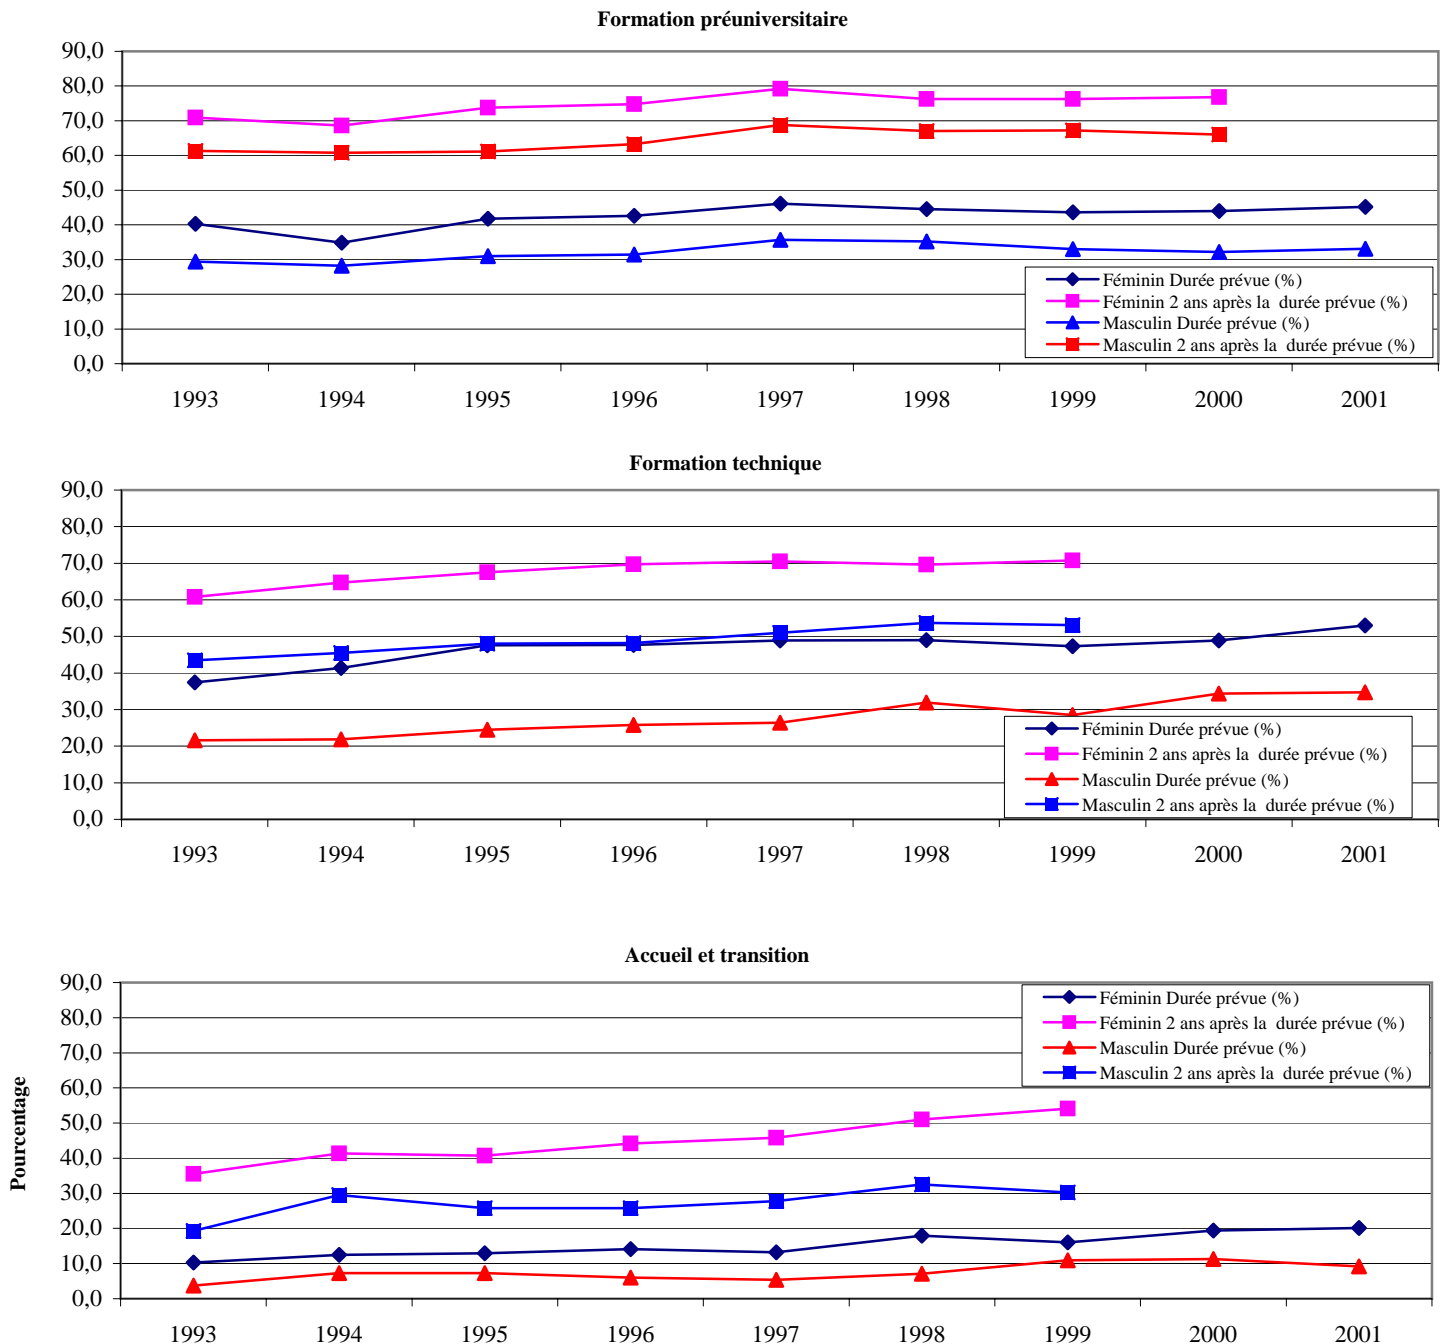 Formation préuniversitaire
90,0
80,0
70,0
60,0
50,0
40,0
30,0
20,0
10,0
0,0
Féminin Durée prévue (%)
Féminin 2 ans après la durée prévue (%)
Masculin Durée prévue (%)
Masculin 2 ans après la durée prévue (%)
1993 1994 1995 1996 1997 1998 1999 2000 2001
Formation technique
90,0
80,0
70,0
60,0
50,0
40,0
30,0
20,0
10,0
0,0
Féminin Durée prévue (%)
Féminin 2 ans après la durée prévue (%)
Masculin Durée prévue (%)
Masculin 2 ans après la durée prévue (%)
1993 1994 1995 1996 1997 1998 1999 2000 2001
Accueil et transition
Pourcentage
90,0
80,0
70,0
60,0
50,0
40,0
30,0
20,0
10,0
0,0
Féminin Durée prévue (%)
Féminin 2 ans après la durée prévue (%)
Masculin Durée prévue (%)
Masculin 2 ans après la durée prévue (%)
1993 1994 1995 1996 1997 1998 1999 2000 2001